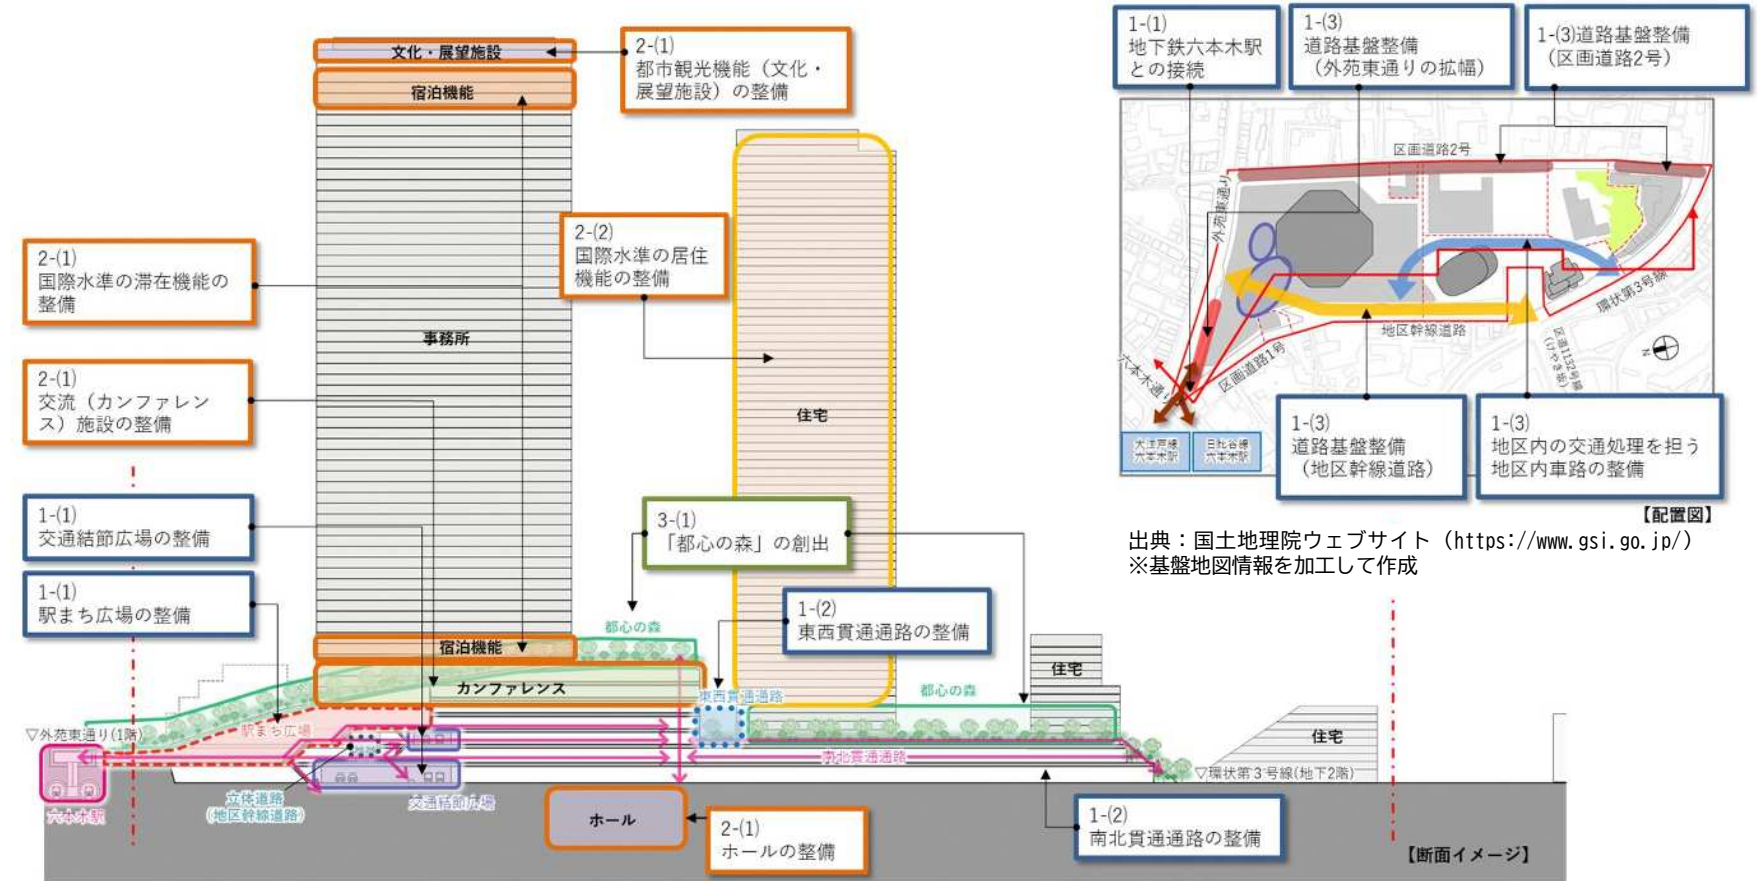 文化・展望施設
宿泊機能
2-(1)
都市観光機能（文化・
展望施設）の整備
2-(1)
国際水準の滞在機能の
整備
事務所
2-(2)
国際水準の居住
機能の整備
2-(1)
交流（カンファレン
ス）施設の整備
住宅
1-(1)
交通結節広場の整備
3-(1)
「都心の森」の創出
1-(1)
駅まち広場の整備
1-(2)
東西貫通通路の整備
都心の森
宿泊機能
カンファレンス
東西貫通通路
都心の森
住宅
▽外苑東通り(1階)
駅まち広場
南北貫通通路
住宅
▽環状第3号線(地下2階)
六本木駅
立体道路
(地区幹線道路)
交通結節広場
ホール
2-(1)
ホールの整備
1-(2)
南北貫通通路の整備
【断面イメージ】
1-(1)
地下鉄六本木駅
との接続
1-(3)
道路基盤整備
（外苑東通りの拡幅）
1-(3)道路基盤整備
（区画道路2号）
区画道路2号
外苑東通り
環状第3号線
地区幹線道路
区画道路1号
区道1132号線
(けやき坂)
六本木通り
N
大江戸線
六本木駅
日比谷線
六本木駅
1-(3)
道路基盤整備
（地区幹線道路）
1-(3)
地区内の交通処理を担う
地区内車路の整備
【配置図】
出典：国土地理院ウェブサイト（https://www.gsi.go.jp/）
※基盤地図情報を加工して作成